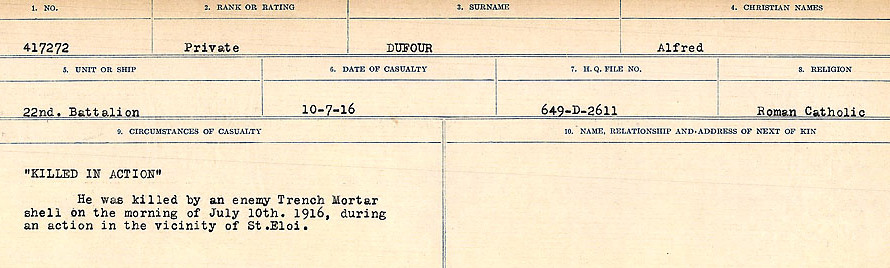 1. NO. 2. RANK OR RATING 3. SURNAME 4. CHRISTIAN NAMES
417272 Private DUFOUR Alfred
5. UNIT OR SHIP 6. DATE OF CASUALTY 7. H. Q. FILE NO. 8. RELIGION
22nd. Battalion 10-7-16 649-D-2611 Roman Catholic
9. CIRCUMSTANCES OF CASUALTY 10. NAME, RELATIONSHIP AND ADDRESS OF NEXT OF KIN
"KILLED IN ACTION"
He was killed by an enemy Trench Mortar
shell on the morning of July 10th. 1916, during
an action in the vicinity of St.Eloi.